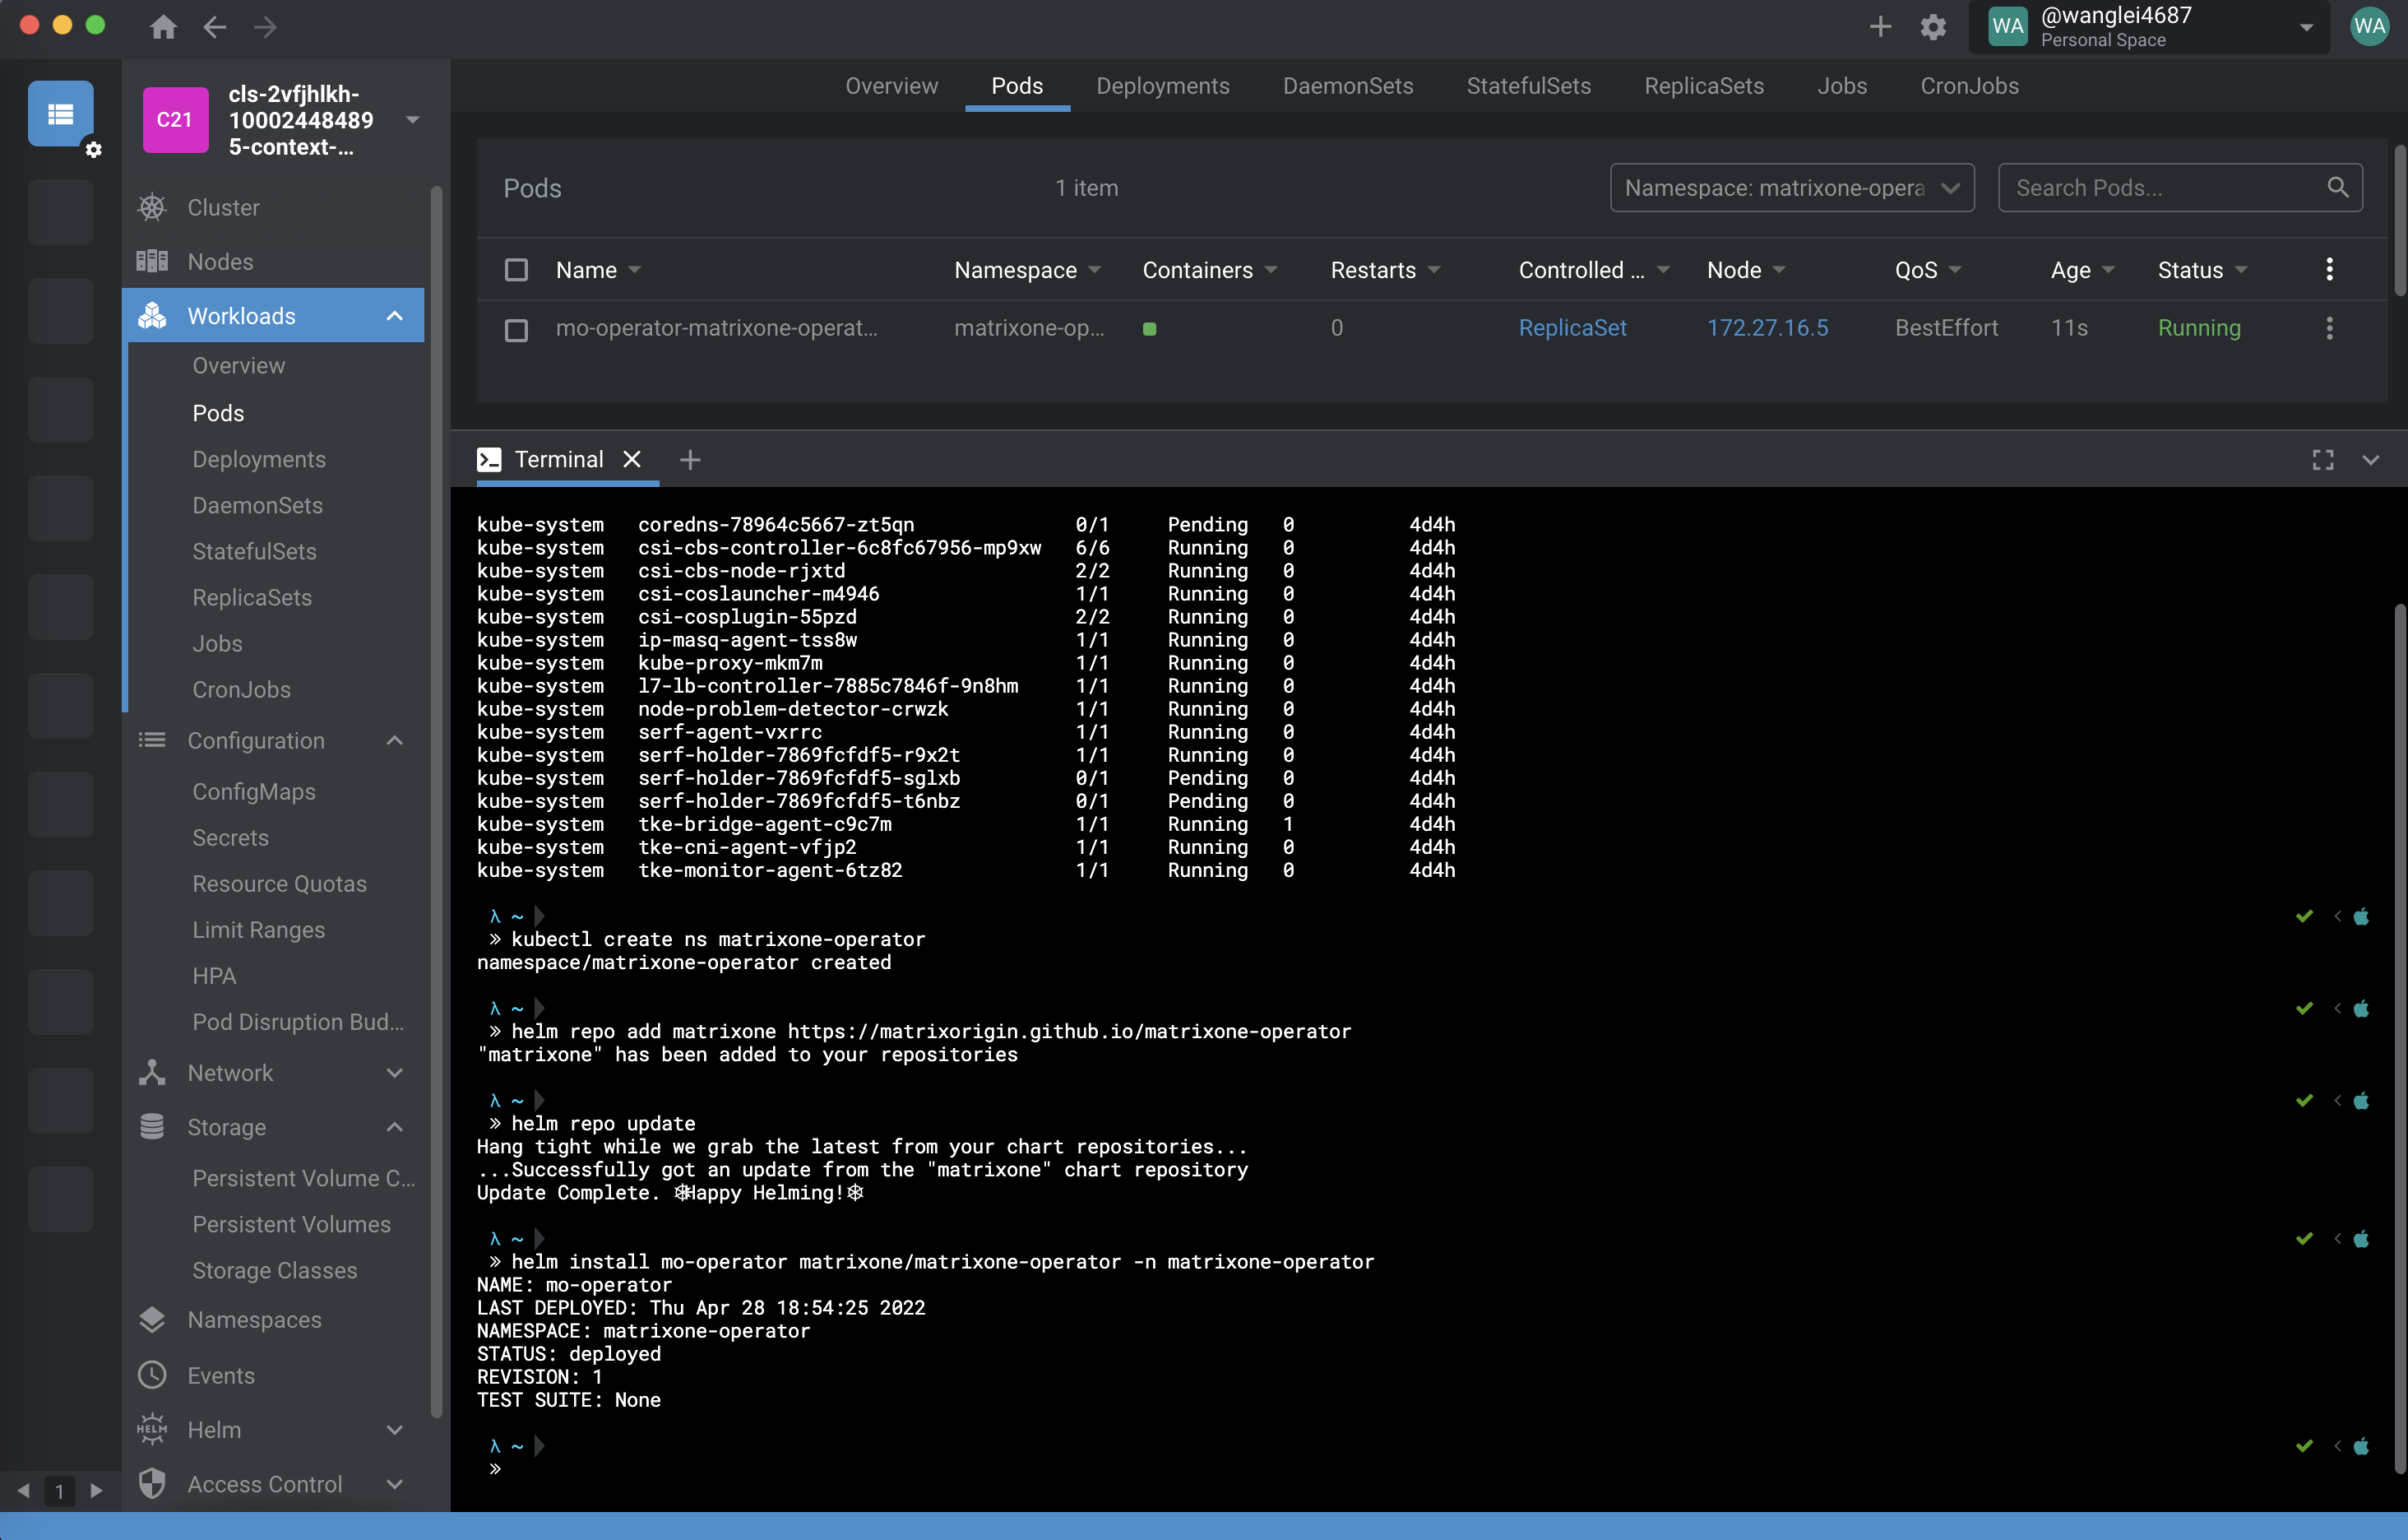 WA @wanglei4687
Personal Space
WA
C21
cls-2vfjhlkh-
10002448489
5-context-...
Cluster
Nodes
Workloads
Overview
Pods
Deployments
DaemonSets
StatefulSets
ReplicaSets
Jobs
CronJobs
Configuration
ConfigMaps
Secrets
Resource Quotas
Limit Ranges
HPA
Pod Disruption Bud...
Network
Storage
Persistent Volume C...
Persistent Volumes
Storage Classes
Namespaces
Events
HELM Helm
Access Control
1
Overview Pods Deployments DaemonSets StatefulSets ReplicaSets Jobs CronJobs
Pods 1 item Namespace: matrixone-opera Search Pods...
Name Namespace Containers Restarts Controlled ... Node QoS Age Status
mo-operator-matrixone-operat... matrixone-op... 0 ReplicaSet 172.27.16.5 BestEffort 11s Running
Terminal
kube-system coredns-78964c5667-zt5qn 0/1 Pending 0 4d4h
kube-system csi-cbs-controller-6c8fc67956-mp9xw 6/6 Running 0 4d4h
kube-system csi-cbs-node-rjxtd 2/2 Running 0 4d4h
kube-system csi-coslauncher-m4946 1/1 Running 0 4d4h
kube-system csi-cosplugin-55pzd 2/2 Running 0 4d4h
kube-system ip-masq-agent-tss8w 1/1 Running 0 4d4h
kube-system kube-proxy-mkm7m 1/1 Running 0 4d4h
kube-system l7-lb-controller-7885c7846f-9n8hm 1/1 Running 0 4d4h
kube-system node-problem-detector-crwzk 1/1 Running 0 4d4h
kube-system serf-agent-vxrrc 1/1 Running 0 4d4h
kube-system serf-holder-7869fcfdf5-r9x2t 1/1 Running 0 4d4h
kube-system serf-holder-7869fcfdf5-sglxb 0/1 Pending 0 4d4h
kube-system serf-holder-7869fcfdf5-t6nbz 0/1 Pending 0 4d4h
kube-system tke-bridge-agent-c9c7m 1/1 Running 1 4d4h
kube-system tke-cni-agent-vfjp2 1/1 Running 0 4d4h
kube-system tke-monitor-agent-6tz82 1/1 Running 0 4d4h
λ ~
» kubectl create ns matrixone-operator
namespace/matrixone-operator created
λ ~
» helm repo add matrixone https://matrixorigin.github.io/matrixone-operator
"matrixone" has been added to your repositories
λ ~
» helm repo update
Hang tight while we grab the latest from your chart repositories...
...Successfully got an update from the "matrixone" chart repository
Update Complete. ⎈Happy Helming!⎈
λ ~
» helm install mo-operator matrixone/matrixone-operator -n matrixone-operator
NAME: mo-operator
LAST DEPLOYED: Thu Apr 28 18:54:25 2022
NAMESPACE: matrixone-operator
STATUS: deployed
REVISION: 1
TEST SUITE: None
λ ~
»